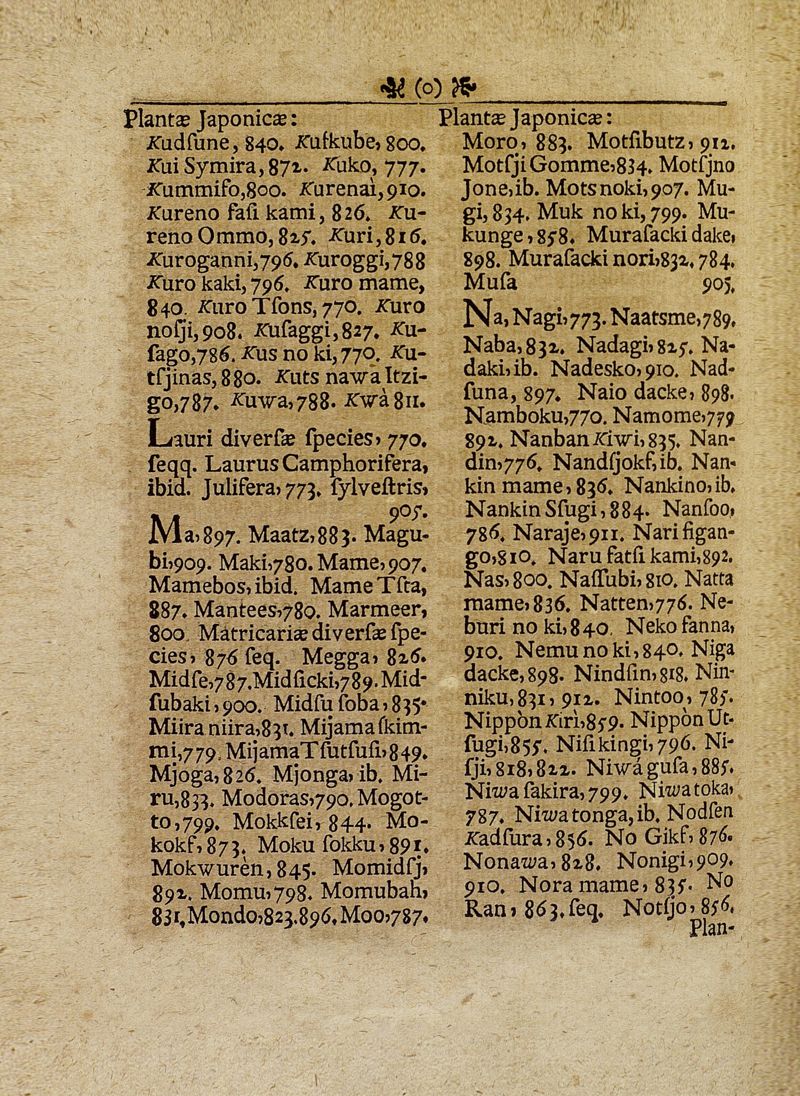 (o)
Plantæ Japonicæ:
Kudſune, 840. Kuſkube, 800.
Kui Symira, 872. Kuko, 777.
Kummiſo, 800. Kurenai, 910.
Kureno faſi kami, 826. Ku-
reno Ommo, 825. Kuri, 816.
Kuroganni, 796. Kuroggi, 788
Kuro kaki, 796. Kuro mame,
840. Kuro Tſons, 770. Kuro
noſji, 908. Kuſaggi, 827. Ku-
ſago, 786. Kus no ki, 770. Ku-
tſjinas, 880. Kuts nawa Itzi-
go, 787. Kuwa, 788. Kwà 811.
Lauri diverſæ ſpecies, 770.
ſeqq. Laurus Camphorifera,
ibid. Julifera, 773. ſylveſtris,
905.
Ma, 897. Maatz, 883. Magu-
bi, 909. Maki, 780. Mame, 907.
Mamebos, ibid. Mame Tſta,
887. Mantees, 780. Marmeer,
800. Matricariæ diverſæ ſpe-
cies, 876 ſeq. Megga, 826.
Midſe, 787. Midſicki, 789. Mid-
ſubaki, 900. Midſu ſoba, 835.
Miira niira, 831. Mijama ſkim-
mi, 779. Mijama Tſutſuſi, 849.
Mjoga, 826. Mjonga, ib. Mi-
ru, 833. Modoras, 790. Mogot-
to, 799. Mokkſei, 844. Mo-
kokf, 873. Moku fokku, 891.
Mokwurèn, 845. Momidſj,
892. Momu, 798. Momubah,
831, Mondo, 823. 896, Moo, 787.
Plantæ Japonicæ:
Moro, 883. Motſibutz, 912.
Motſji Gomme, 834. Motſjno
Jone, ib. Mots noki, 907. Mu-
gi, 834. Muk no ki, 799. Mu-
kunge, 858. Muraſacki dake,
898. Muraſacki nori, 832, 784.
Muſa 905.
Na, Nagi, 773. Naatsme, 789.
Naba, 832. Nadagi, 825. Na-
daki, ib. Nadesko, 910. Nad-
ſuna, 897. Naio dacke, 898.
Namboku, 770. Namome, 779
892. Nanban Kiwi, 835. Nan-
din, 776. Nandſjokf, ib. Nan-
kin mame, 836. Nankino, ib.
Nankin Sſugi, 884. Nanfoo,
786. Naraje, 911. Nari figan-
go, 810. Naru fatſi kami, 892.
Nas, 800. Naſſubi, 810. Natta
mame, 836. Natten, 776. Ne-
buri no ki, 840. Neko fanna,
910. Nemu no ki, 840. Niga
dacke, 898. Nindſin, 818. Nin-
niku, 831, 912. Nintoo, 785.
Nippòn Kiri, 859. Nippòn Ut-
ſugi, 855. Niſikingi, 796. Ni-
ſji, 818, 822. Niwà guſa, 885.
Niwa ſakira, 799. Niwa toka,
787. Niwa tonga, ib. Nodſen
Kadſura, 856. No Gikf, 876.
Nonawa, 828. Nonigi, 909.
910. Nora mame, 835. No
Ran, 863. ſeq. Notſjo, 856.
Plan-